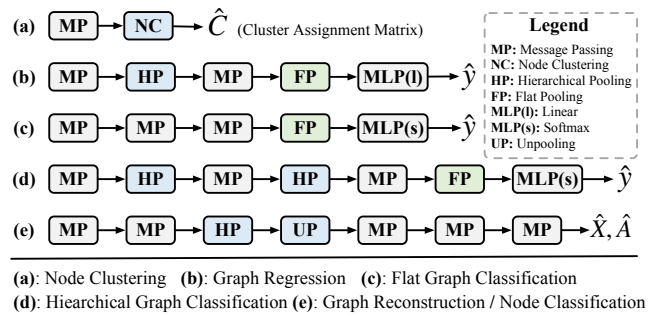 (a) MP NC Ĉ (Cluster Assignment Matrix)
(b) MP HP MP FP MLP(l) ŷ
(c) MP MP MP FP MLP(s) ŷ
(d) MP HP MP HP MP FP MLP(s) ŷ
(e) MP MP HP UP MP MP MP X̂, Â
Legend
MP: Message Passing
NC: Node Clustering
HP: Hierarchical Pooling
FP: Flat Pooling
MLP(l): Linear
MLP(s): Softmax
UP: Unpooling
(a): Node Clustering (b): Graph Regression (c): Flat Graph Classification
(d): Hiearchical Graph Classification (e): Graph Reconstruction / Node Classification